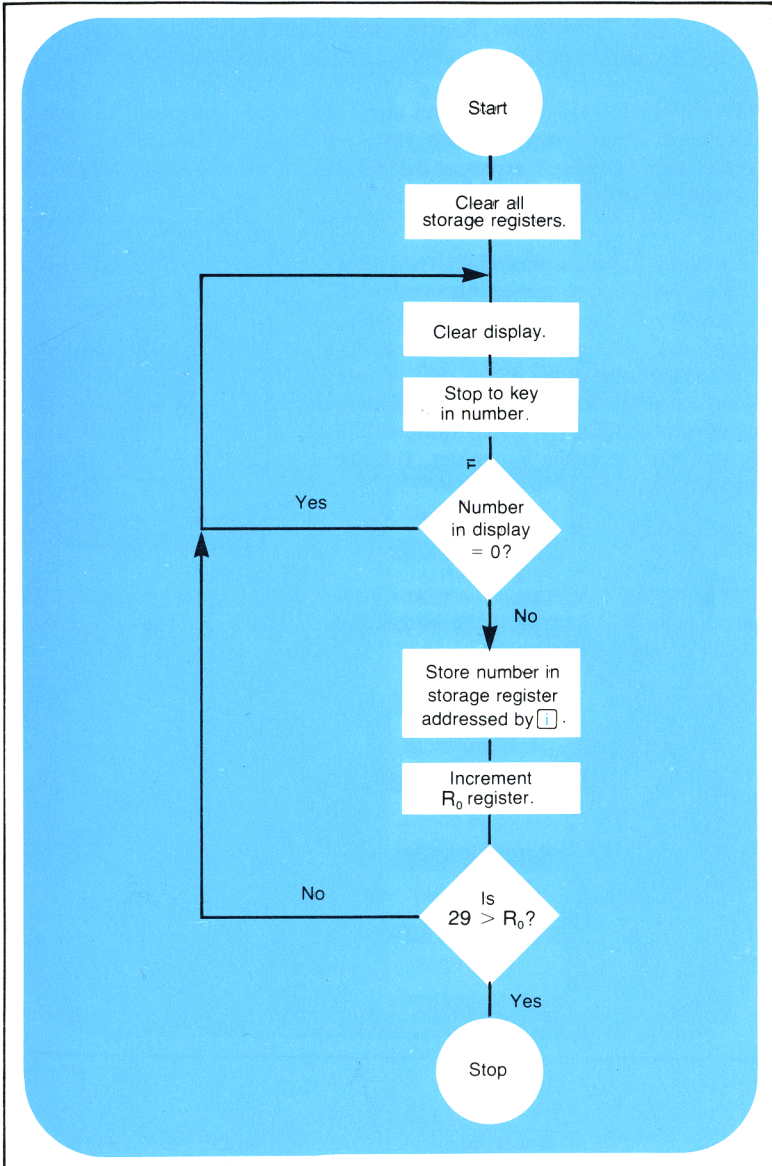 Start
Clear all
storage registers.
Clear display.
Stop to key
in number.
Yes
Number
in display
= 0?
No
Store number in
storage register
addressed by i.
Increment
R₀ register.
No
Is
29 > R₀?
Yes
Stop